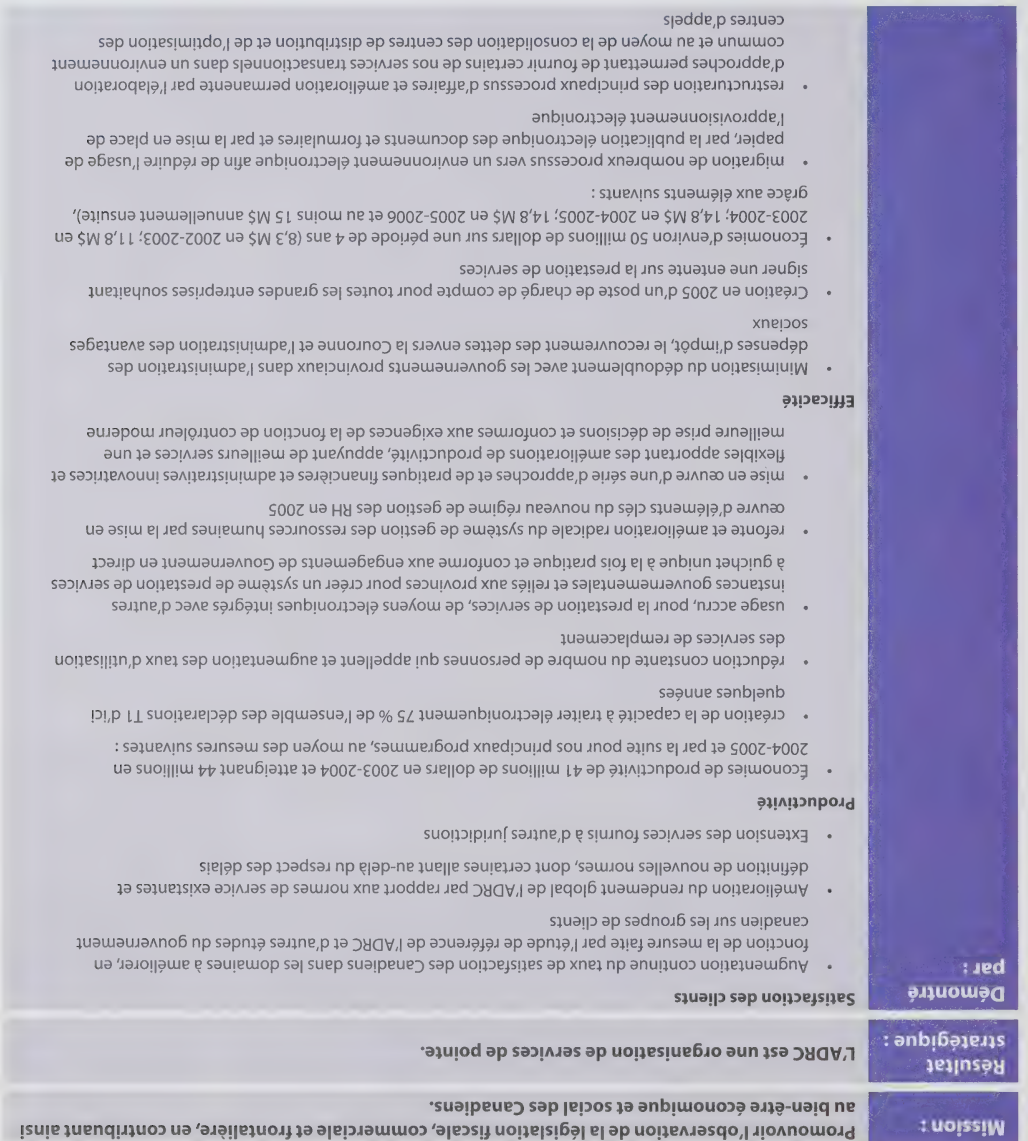 Mission :
Promouvoir l'observation de la législation fiscale, commerciale et frontalière, en contribuant ainsi
au bien-être économique et social des Canadiens.
Résultat
stratégique :
L'ADRC est une organisation de services de pointe.
Démontré
par :
Satisfaction des clients
• Augmentation continue du taux de satisfaction des Canadiens dans les domaines à améliorer, en
fonction de la mesure faite par l'étude de référence de l'ADRC et d'autres études du gouvernement
canadien sur les groupes de clients
• Amélioration du rendement global de l'ADRC par rapport aux normes de service existantes et
définition de nouvelles normes, dont certaines allant au-delà du respect des délais
• Extension des services fournis à d'autres juridictions
Productivité
• Économies de productivité de 41 millions de dollars en 2003-2004 et atteignant 44 millions en
2004-2005 et par la suite pour nos principaux programmes, au moyen des mesures suivantes :
• création de la capacité à traiter électroniquement 75 % de l'ensemble des déclarations T1 d'ici
quelques années
• réduction constante du nombre de personnes qui appellent et augmentation des taux d'utilisation
des services de remplacement
• usage accru, pour la prestation de services, de moyens électroniques intégrés avec d'autres
instances gouvernementales et reliés aux provinces pour créer un système de prestation de services
à guichet unique à la fois pratique et conforme aux engagements de Gouvernement en direct
• refonte et amélioration radicale du système de gestion des ressources humaines par la mise en
œuvre d'éléments clés du nouveau régime de gestion des RH en 2005
• mise en œuvre d'une série d'approches et de pratiques financières et administratives innovatrices et
flexibles apportant des améliorations de productivité, appuyant de meilleurs services et une
meilleure prise de décisions et conformes aux exigences de la fonction de contrôleur moderne
Efficacité
• Minimisation du dédoublement avec les gouvernements provinciaux dans l'administration des
dépenses d'impôt, le recouvrement des dettes envers la Couronne et l'administration des avantages
sociaux
• Création en 2005 d'un poste de chargé de compte pour toutes les grandes entreprises souhaitant
signer une entente sur la prestation de services
• Économies d'environ 50 millions de dollars sur une période de 4 ans (8,3 M$ en 2002-2003; 11,8 M$ en
2003-2004; 14,8 M$ en 2004-2005; 14,8 M$ en 2005-2006 et au moins 15 M$ annuellement ensuite),
grâce aux éléments suivants :
• migration de nombreux processus vers un environnement électronique afin de réduire l'usage de
papier, par la publication électronique des documents et formulaires et par la mise en place de
l'approvisionnement électronique
• restructuration des principaux processus d'affaires et amélioration permanente par l'élaboration
d'approches permettant de fournir certains de nos services transactionnels dans un environnement
commun et au moyen de la consolidation des centres de distribution et de l'optimisation des
centres d'appels